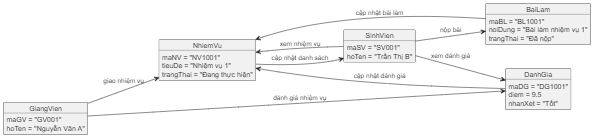 BaiLam
maBL = "BL1001"
noiDung = "Bài làm nhiệm vụ 1"
trangThai = "Đã nộp"
cập nhật bài làm
nộp bài
SinhVien
maSV = "SV001"
hoTen = "Trần Thị B"
xem nhiệm vụ
cập nhật danh sách
NhiemVu
maNV = "NV1001"
tieuDe = "Nhiệm vụ 1"
trangThai = "Đang thực hiện"
xem đánh giá
cập nhật đánh giá
DanhGia
maDG = "DG1001"
diem = 9.5
nhanXet = "Tốt"
giao nhiệm vụ
đánh giá nhiệm vụ
GiangVien
maGV = "GV001"
hoTen = "Nguyễn Văn A"